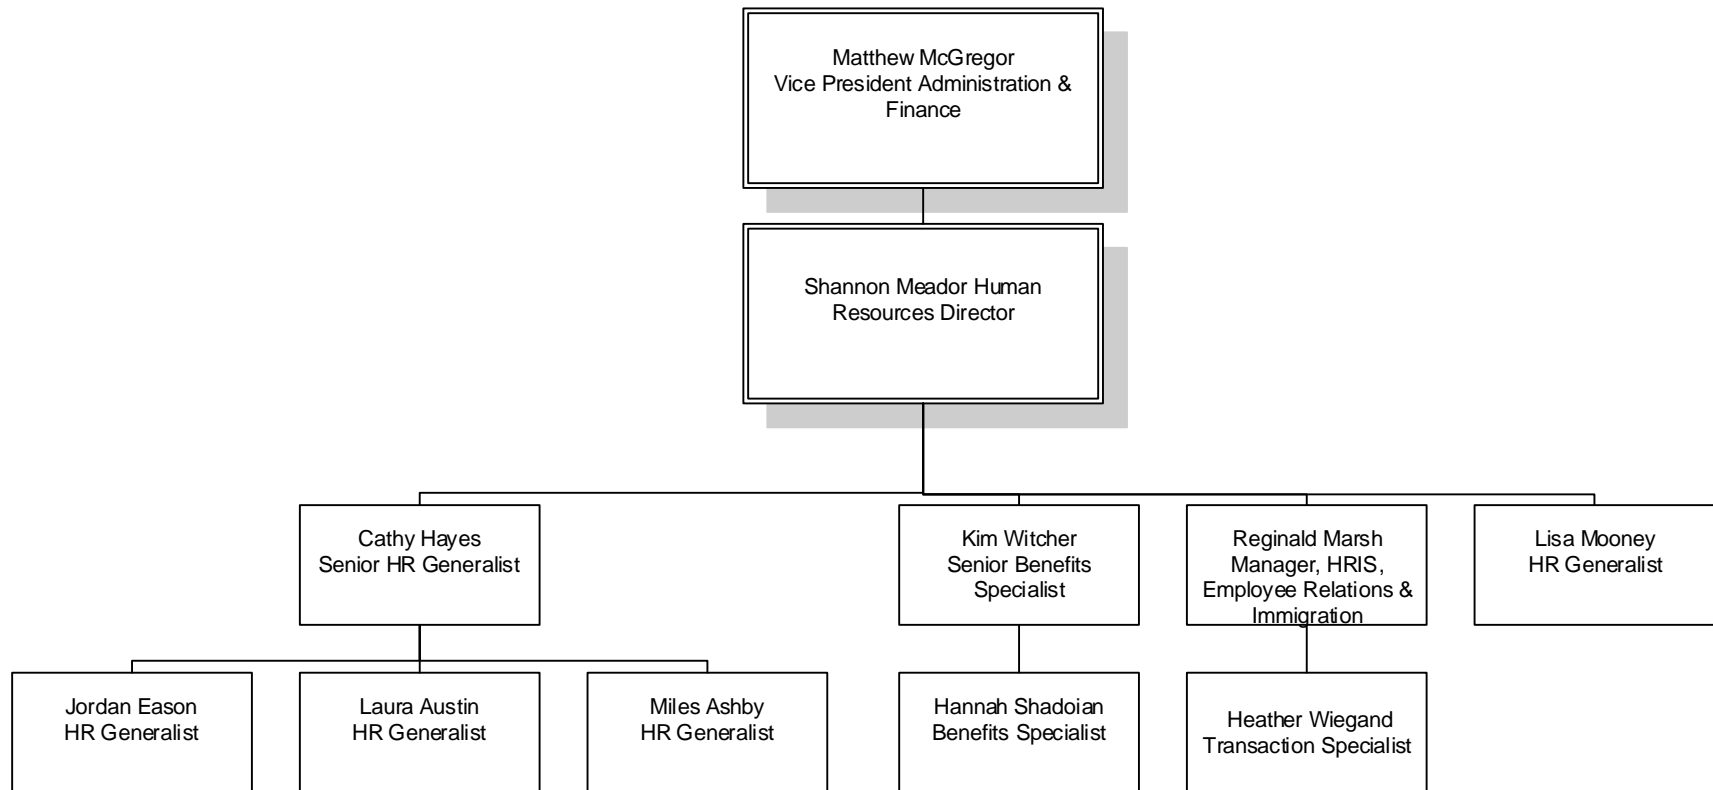 Matthew McGregor
Vice President Administration &
Finance
Shannon Meador Human
Resources Director
Cathy Hayes
Senior HR Generalist
Kim Witcher
Senior Benefits
Specialist
Reginald Marsh
Manager, HRIS,
Employee Relations &
Immigration
Lisa Mooney
HR Generalist
Jordan Eason
HR Generalist
Laura Austin
HR Generalist
Miles Ashby
HR Generalist
Hannah Shadoian
Benefits Specialist
Heather Wiegand
Transaction Specialist